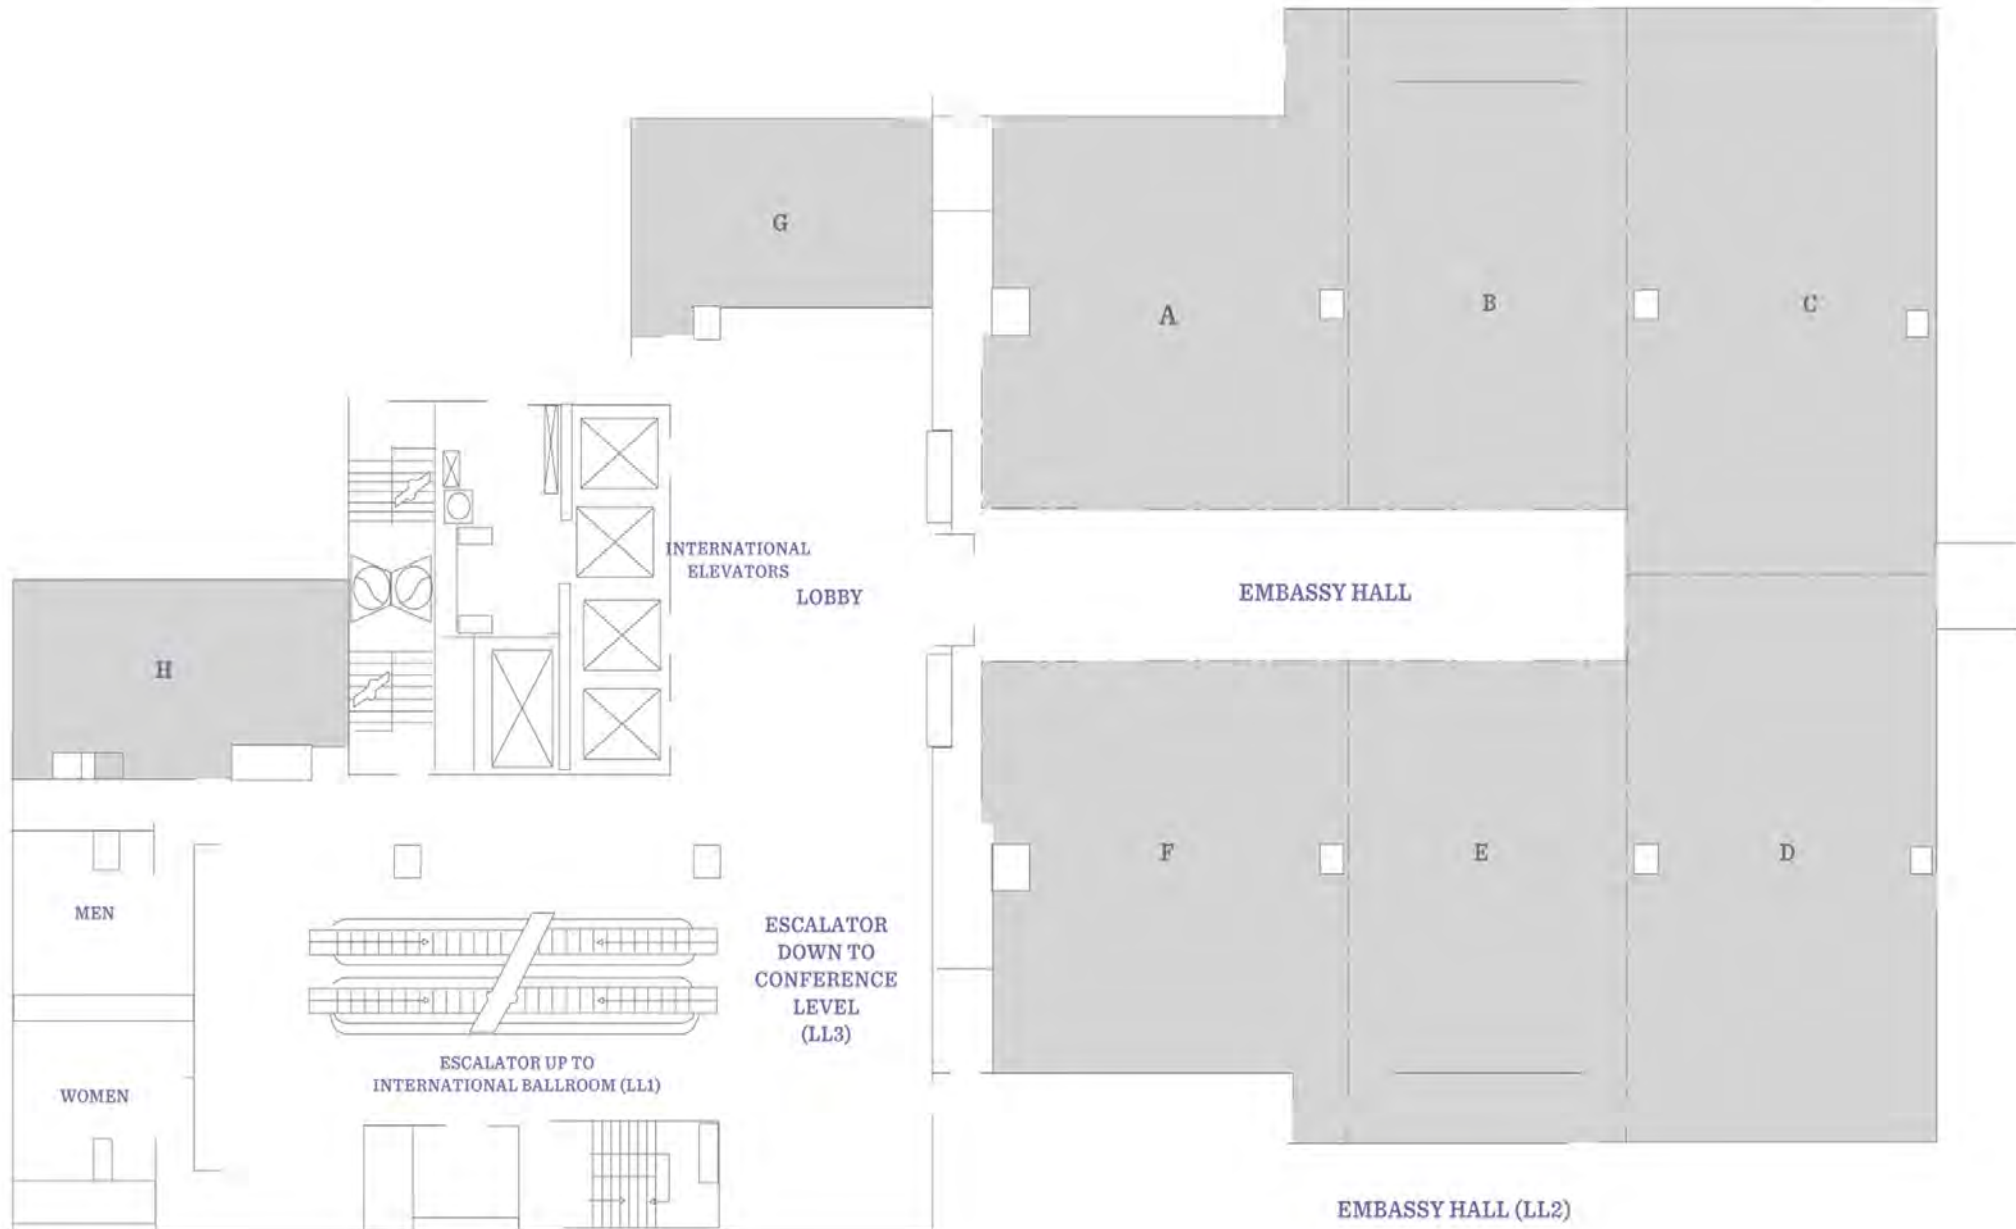 G
A
B
C
INTERNATIONAL
ELEVATORS
LOBBY
EMBASSY HALL
H
F
E
D
MEN
ESCALATOR
DOWN TO
CONFERENCE
LEVEL
(LL3)
ESCALATOR UP TO
INTERNATIONAL BALLROOM (LL1)
WOMEN
EMBASSY HALL (LL2)